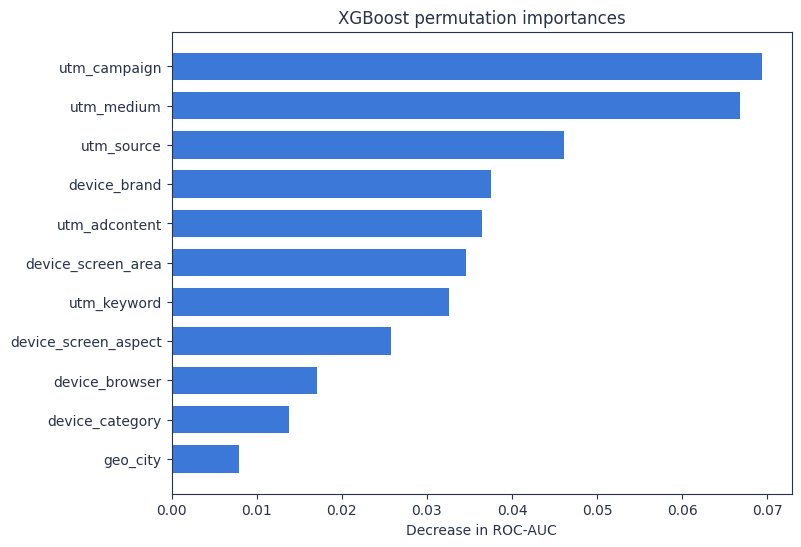 XGBoost permutation importances
utm_campaign
utm_medium
utm_source
device_brand
utm_adcontent
device_screen_area
utm_keyword
device_screen_aspect
device_browser
device_category
geo_city
0.00 0.01 0.02 0.03 0.04 0.05 0.06 0.07
Decrease in ROC-AUC